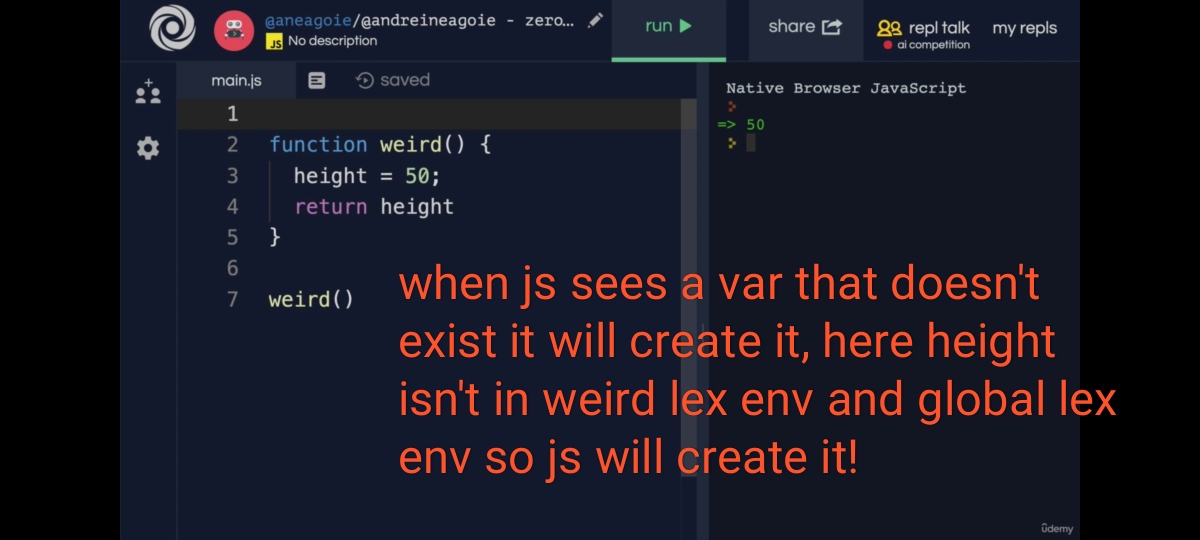 @aneagoie/@andreineagoie - zero...
JS No description
run
share
repl talk
ai competition
my repls
main.js
saved
1
2 function weird() {
3 height = 50;
4 return height
5 }
6
7 weird()
Native Browser JavaScript
=> 50
when js sees a var that doesn't
exist it will create it, here height
isn't in weird lex env and global lex
env so js will create it!
ûdemy